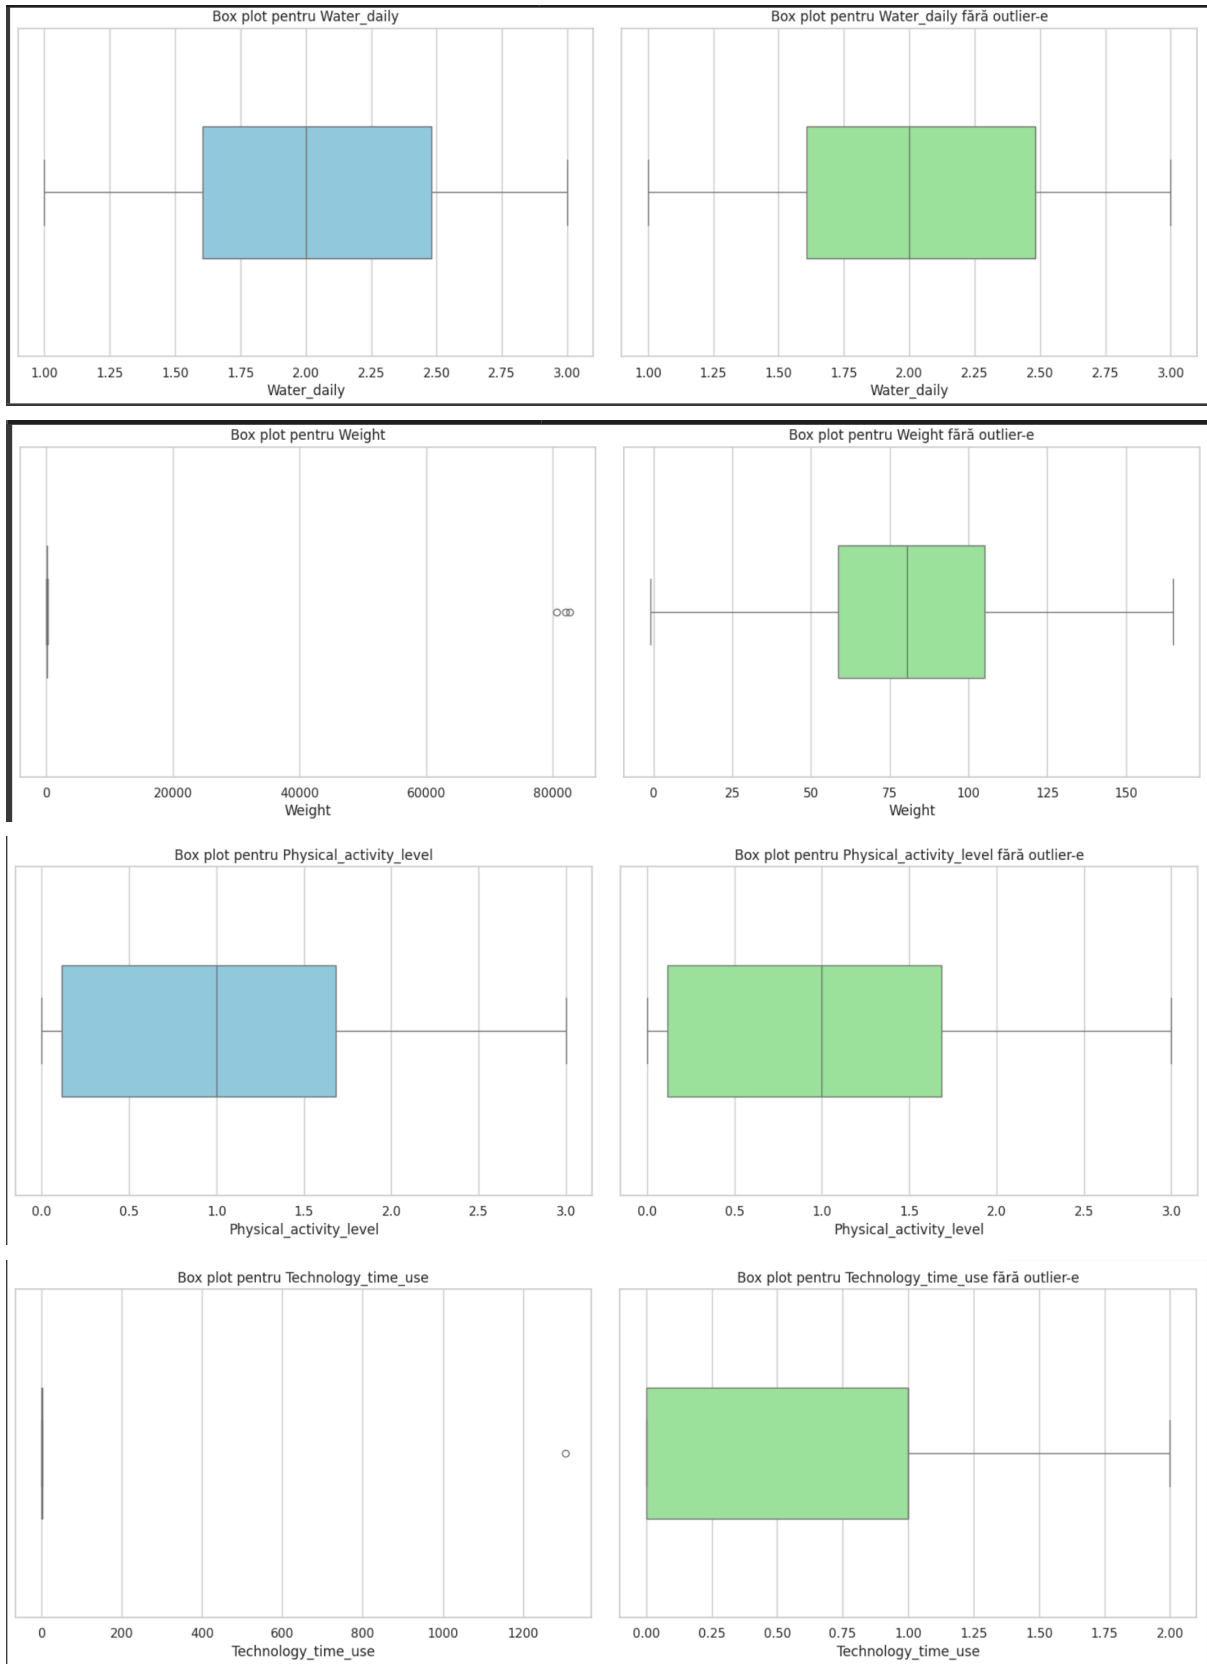 Box plot pentru Water_daily
Box plot pentru Water_daily fără outlier-e
1.00 1.25 1.50 1.75 2.00 2.25 2.50 2.75 3.00
1.00 1.25 1.50 1.75 2.00 2.25 2.50 2.75 3.00
Water_daily
Water_daily
Box plot pentru Weight
Box plot pentru Weight fără outlier-e
0 20000 40000 60000 80000
0 25 50 75 100 125 150
Weight
Weight
Box plot pentru Physical_activity_level
Box plot pentru Physical_activity_level fără outlier-e
0.0 0.5 1.0 1.5 2.0 2.5 3.0
0.0 0.5 1.0 1.5 2.0 2.5 3.0
Physical_activity_level
Physical_activity_level
Box plot pentru Technology_time_use
Box plot pentru Technology_time_use fără outlier-e
0 200 400 600 800 1000 1200
0.00 0.25 0.50 0.75 1.00 1.25 1.50 1.75 2.00
Technology_time_use
Technology_time_use